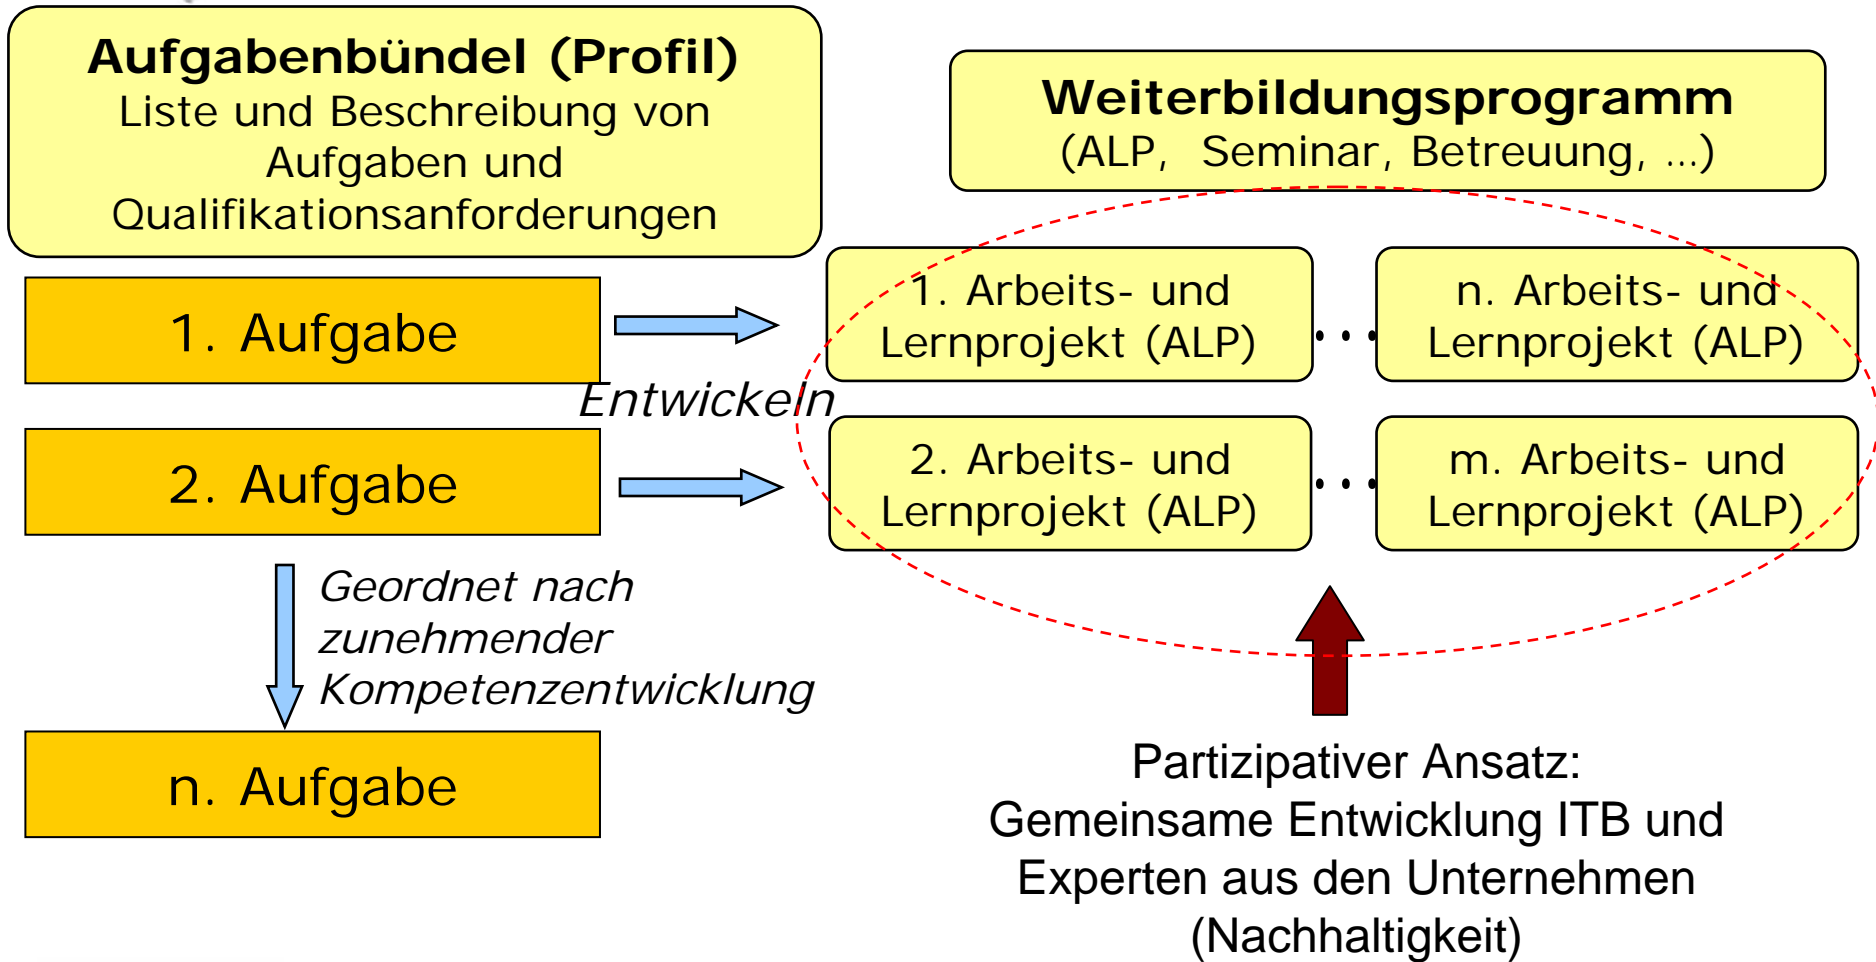 Aufgabenbündel (Profil)
Liste und Beschreibung von
Aufgaben und
Qualifikationsanforderungen
Weiterbildungsprogramm
(ALP, Seminar, Betreuung, ...)
1. Aufgabe
Entwickeln
1. Arbeits- und
Lernprojekt (ALP)
...
n. Arbeits- und
Lernprojekt (ALP)
2. Aufgabe
2. Arbeits- und
Lernprojekt (ALP)
...
m. Arbeits- und
Lernprojekt (ALP)
Geordnet nach
zunehmender
Kompetenzentwicklung
n. Aufgabe
Partizipativer Ansatz:
Gemeinsame Entwicklung ITB und
Experten aus den Unternehmen
(Nachhaltigkeit)